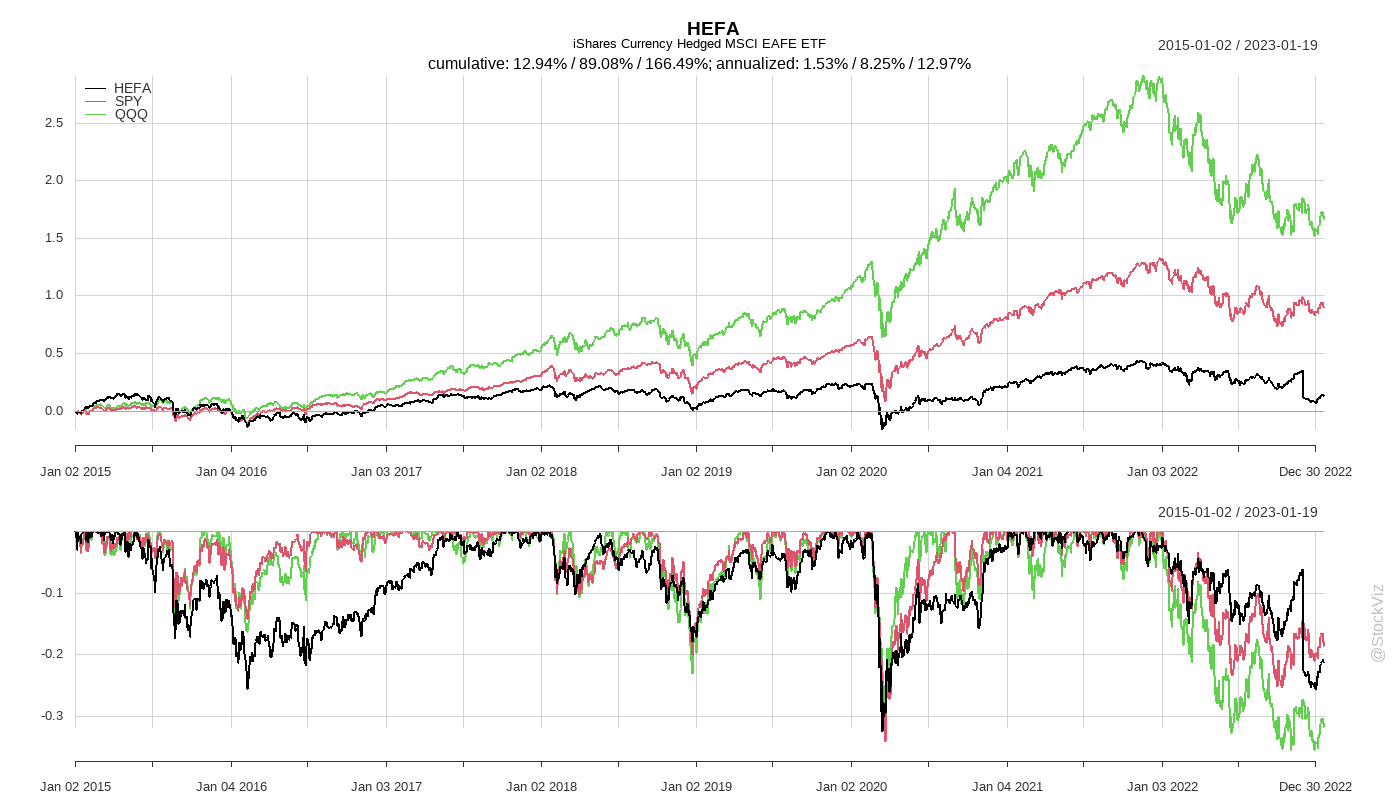 HEFA
iShares Currency Hedged MSCI EAFE ETF
2015-01-02 / 2023-01-19
cumulative: 12.94% / 89.08% / 166.49%; annualized: 1.53% / 8.25% / 12.97%
HEFA
SPY
QQQ
2.5
2.0
1.5
1.0
0.5
0.0
Jan 02 2015 Jan 04 2016 Jan 03 2017 Jan 02 2018 Jan 02 2019 Jan 02 2020 Jan 04 2021 Jan 03 2022 Dec 30 2022
2015-01-02 / 2023-01-19
-0.1
-0.2
-0.3
Jan 02 2015 Jan 04 2016 Jan 03 2017 Jan 02 2018 Jan 02 2019 Jan 02 2020 Jan 04 2021 Jan 03 2022 Dec 30 2022
@StockViz